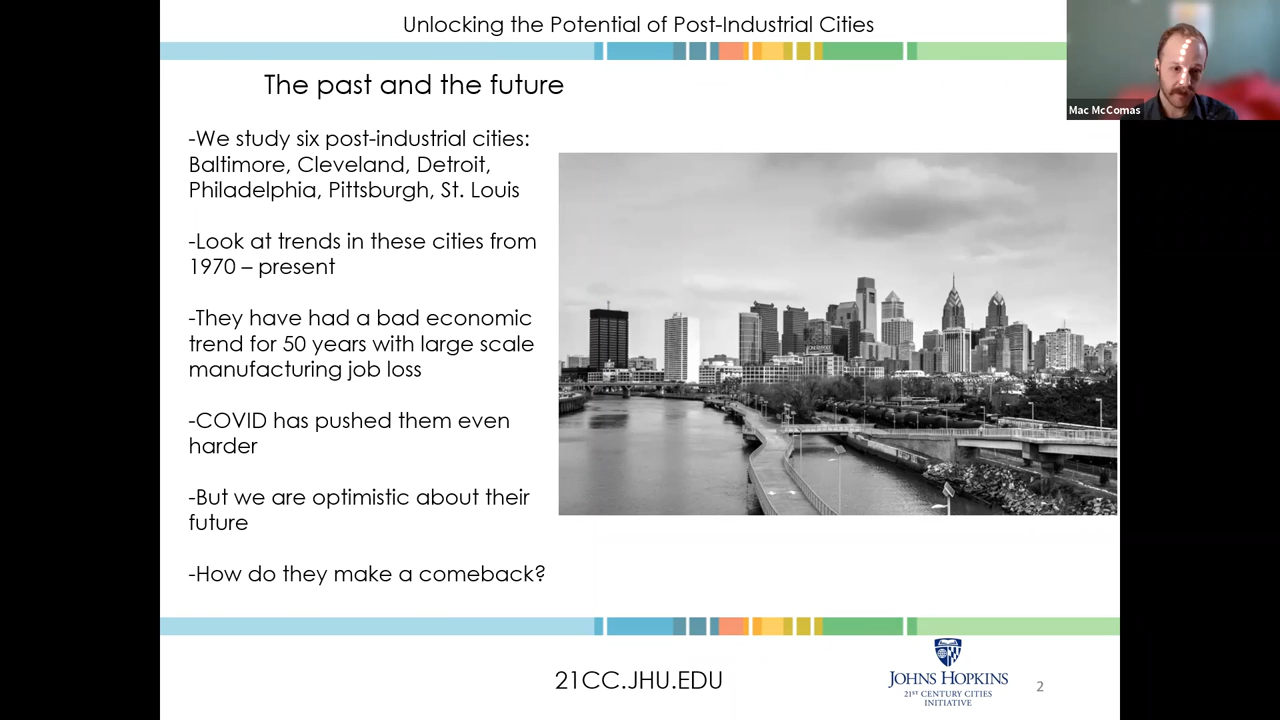 Unlocking the Potential of Post-Industrial Cities
Mac McComas
The past and the future
-We study six post-industrial cities:
Baltimore, Cleveland, Detroit,
Philadelphia, Pittsburgh, St. Louis
-Look at trends in these cities from
1970 – present
-They have had a bad economic
trend for 50 years with large scale
manufacturing job loss
-COVID has pushed them even
harder
-But we are optimistic about their
future
-How do they make a comeback?
21CC.JHU.EDU
JOHNS HOPKINS
21ST CENTURY CITIES
INITIATIVE
2